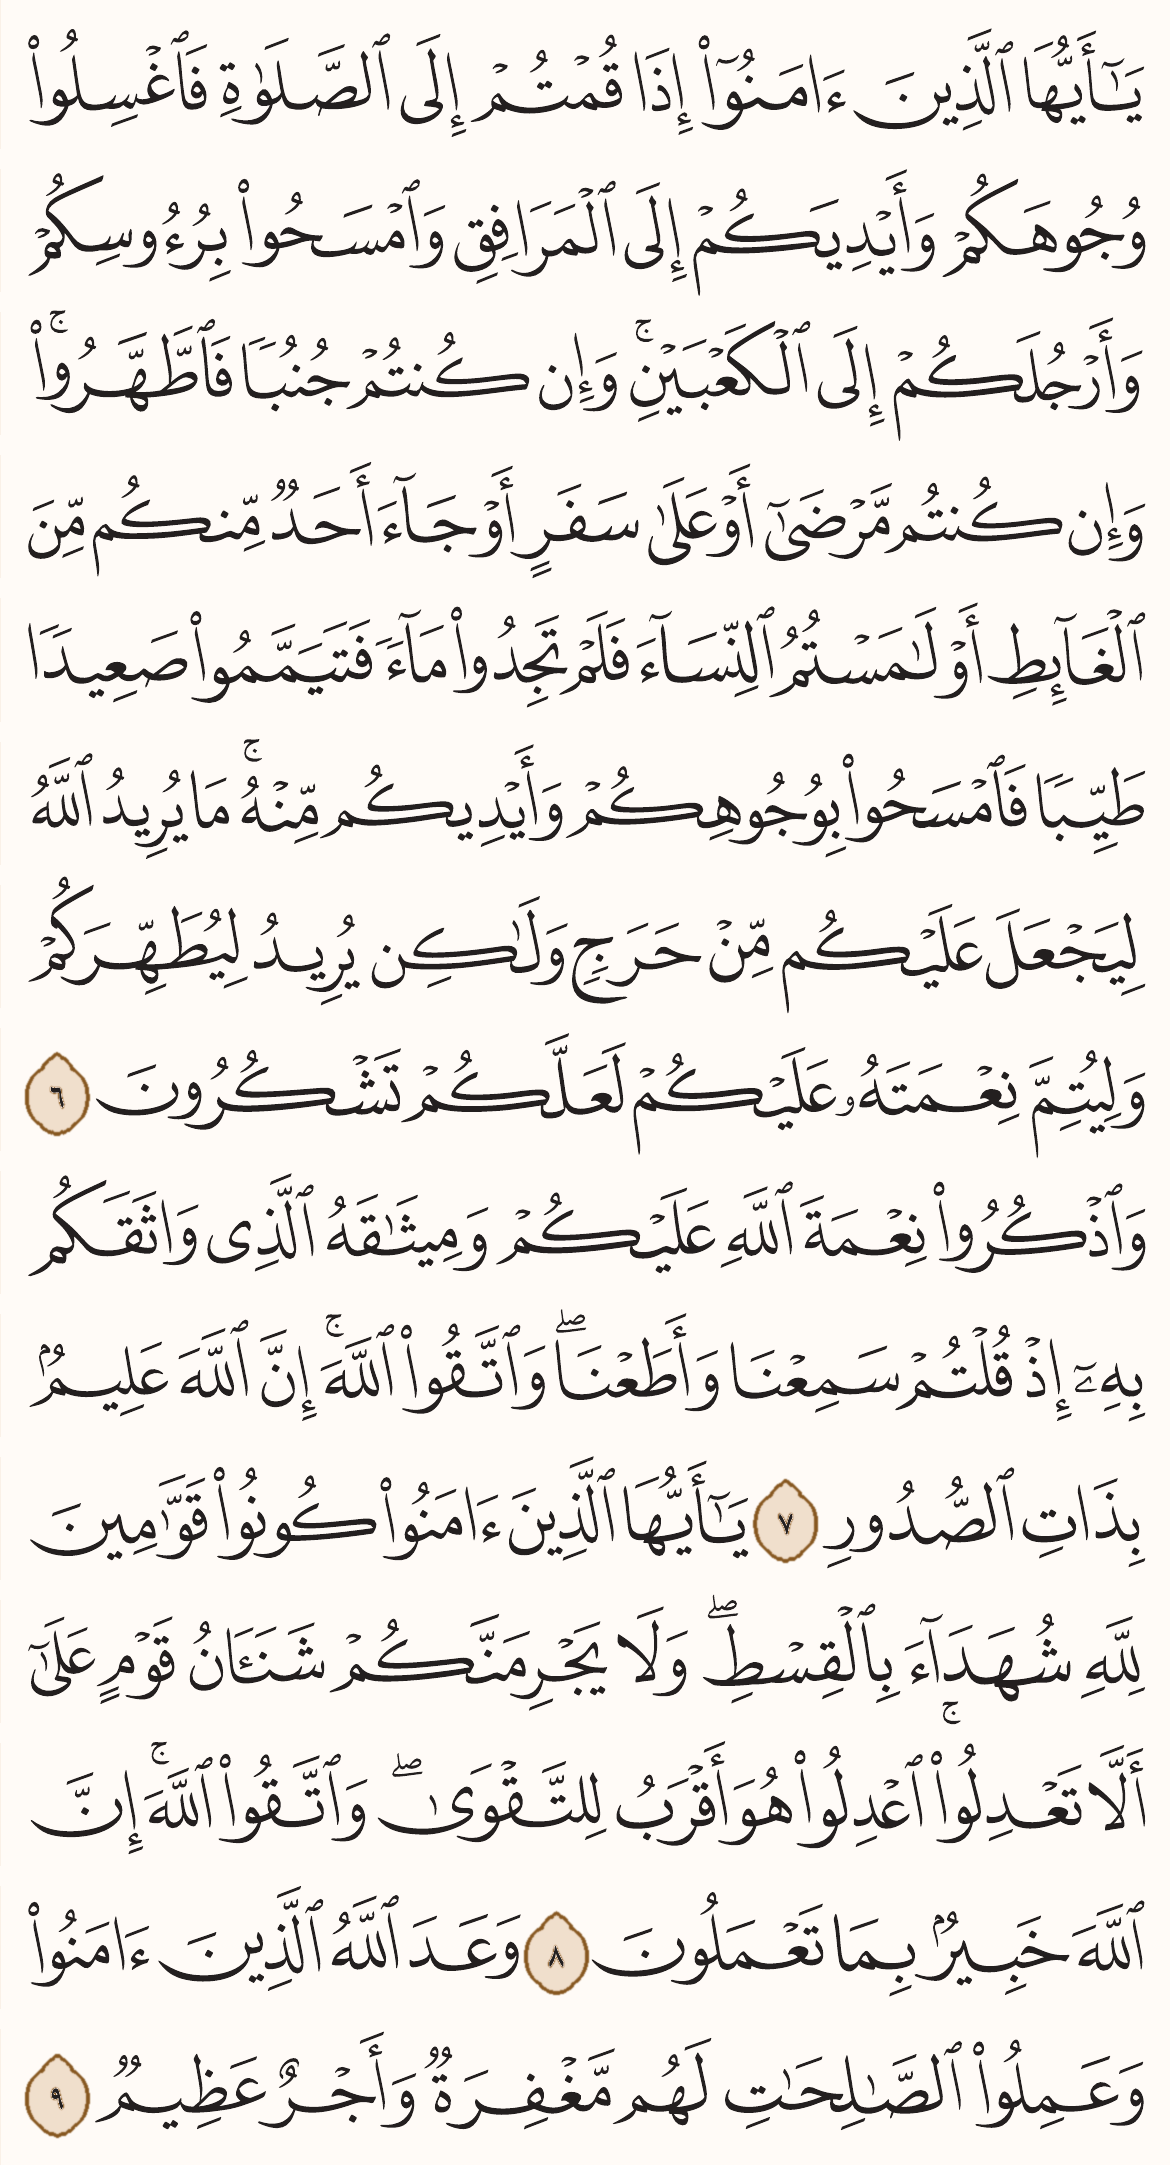 يَٰٓأَيُّهَا ٱلَّذِينَ ءَامَنُوٓا۟ إِذَا قُمْتُمْ إِلَى ٱلصَّلَوٰةِ فَٱغْسِلُوا۟
وُجُوهَكُمْ وَأَيْدِيَكُمْ إِلَى ٱلْمَرَافِقِ وَٱمْسَحُوا۟ بِرُءُوسِكُمْ
وَأَرْجُلَكُمْ إِلَى ٱلْكَعْبَيْنِ ۚ وَإِن كُنتُمْ جُنُبًا فَٱطَّهَّرُوا۟ ۚ
وَإِن كُنتُم مَّرْضَىٰٓ أَوْ عَلَىٰ سَفَرٍ أَوْ جَآءَ أَحَدٌ مِّنكُم مِّنَ
ٱلْغَآئِطِ أَوْ لَٰمَسْتُمُ ٱلنِّسَآءَ فَلَمْ تَجِدُوا۟ مَآءً فَتَيَمَّمُوا۟ صَعِيدًا
طَيِّبًا فَٱمْسَحُوا۟ بِوُجُوهِكُمْ وَأَيْدِيكُم مِّنْهُ ۚ مَا يُرِيدُ ٱللَّهُ
لِيَجْعَلَ عَلَيْكُم مِّنْ حَرَجٍ وَلَٰكِن يُرِيدُ لِيُطَهِّرَكُمْ
وَلِيُتِمَّ نِعْمَتَهُۥ عَلَيْكُمْ لَعَلَّكُمْ تَشْكُرُونَ ٦
وَٱذْكُرُوا۟ نِعْمَةَ ٱللَّهِ عَلَيْكُمْ وَمِيثَٰقَهُ ٱلَّذِى وَاثَقَكُم
بِهِۦٓ إِذْ قُلْتُمْ سَمِعْنَا وَأَطَعْنَا ۖ وَٱتَّقُوا۟ ٱللَّهَ ۚ إِنَّ ٱللَّهَ عَلِيمٌۢ
بِذَاتِ ٱلصُّدُورِ ٧ يَٰٓأَيُّهَا ٱلَّذِينَ ءَامَنُوا۟ كُونُوا۟ قَوَّٰمِينَ
لِلَّهِ شُهَدَآءَ بِٱلْقِسْطِ ۖ وَلَا يَجْرِمَنَّكُمْ شَنَـَٔانُ قَوْمٍ عَلَىٰٓ
أَلَّا تَعْدِلُوا۟ ۚ ٱعْدِلُوا۟ هُوَ أَقْرَبُ لِلتَّقْوَىٰ ۖ وَٱتَّقُوا۟ ٱللَّهَ ۚ إِنَّ
ٱللَّهَ خَبِيرٌۢ بِمَا تَعْمَلُونَ ٨ وَعَدَ ٱللَّهُ ٱلَّذِينَ ءَامَنُوا۟
وَعَمِلُوا۟ ٱلصَّٰلِحَٰتِ لَهُم مَّغْفِرَةٌ وَأَجْرٌ عَظِيمٌ ٩